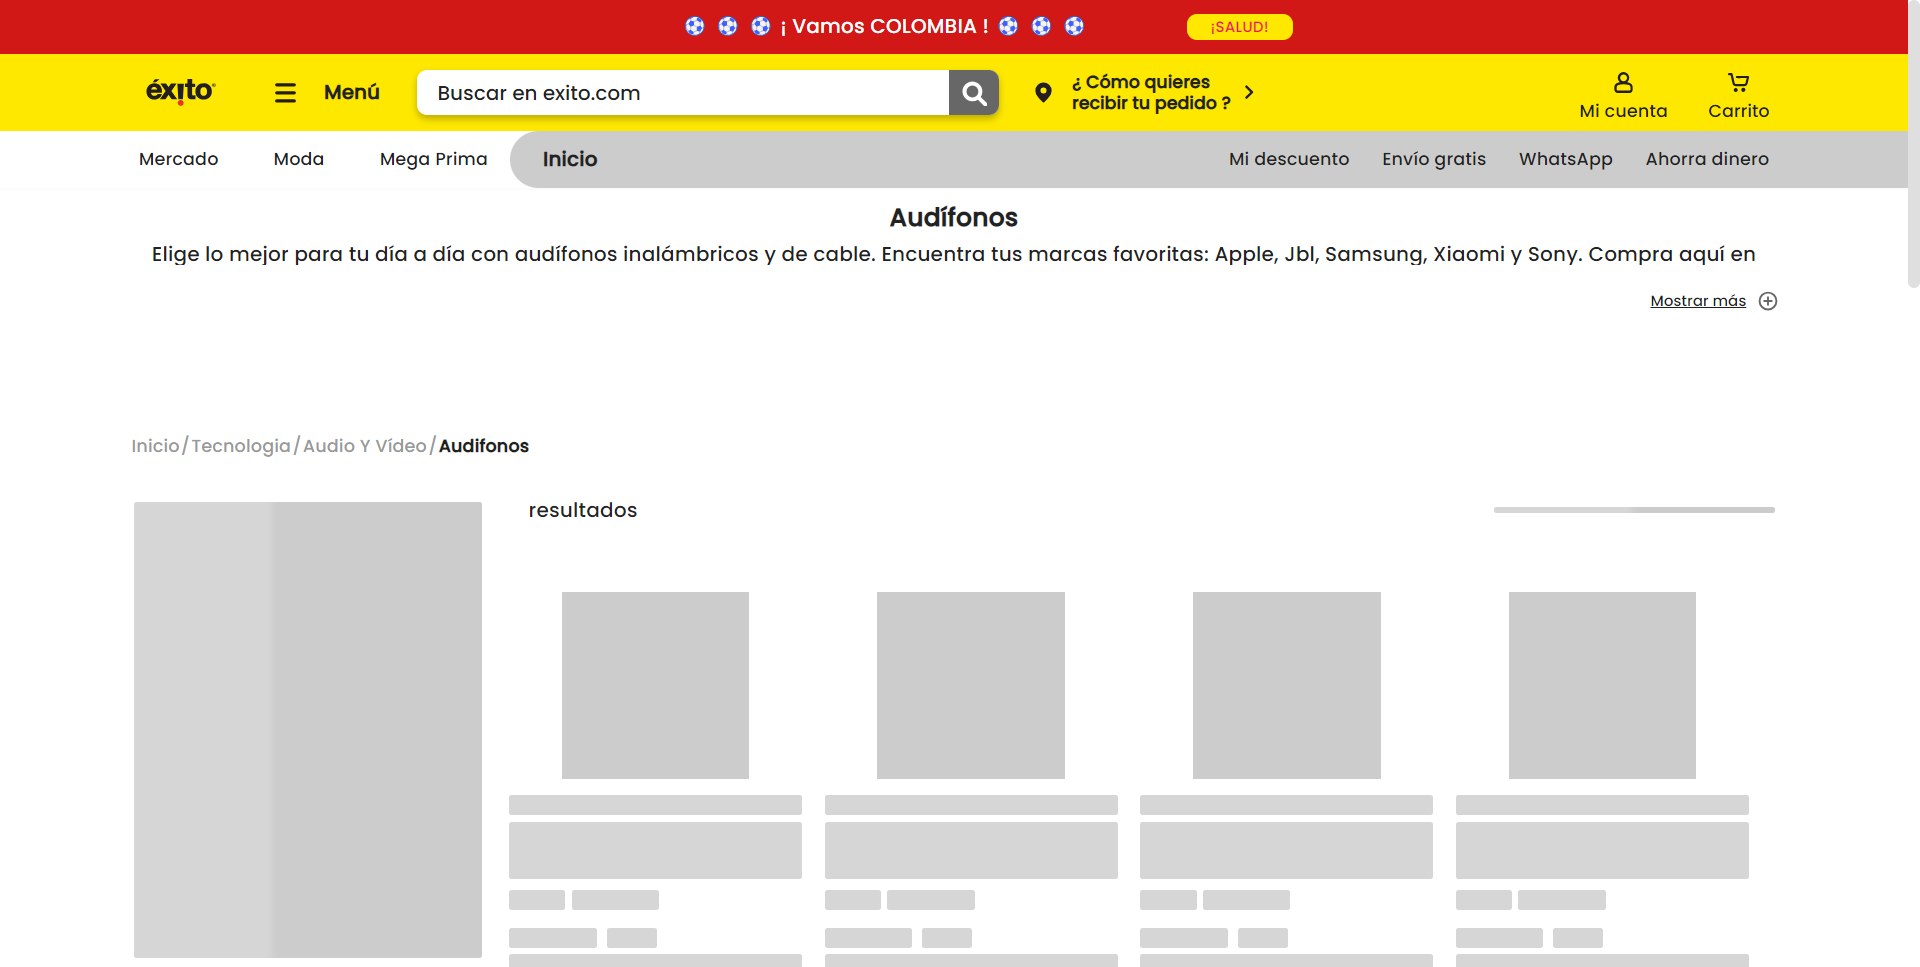 ¡ Vamos COLOMBIA !
¡SALUD!
éxito
Menú
Buscar en exito.com
¿ Cómo quieres
recibir tu pedido ?
Mi cuenta
Carrito
Mercado
Moda
Mega Prima
Inicio
Mi descuento
Envío gratis
WhatsApp
Ahorra dinero
Audífonos
Elige lo mejor para tu día a día con audífonos inalámbricos y de cable. Encuentra tus marcas favoritas: Apple, Jbl, Samsung, Xiaomi y Sony. Compra aquí en
Mostrar más
Inicio/Tecnologia/Audio Y Vídeo/Audifonos
resultados